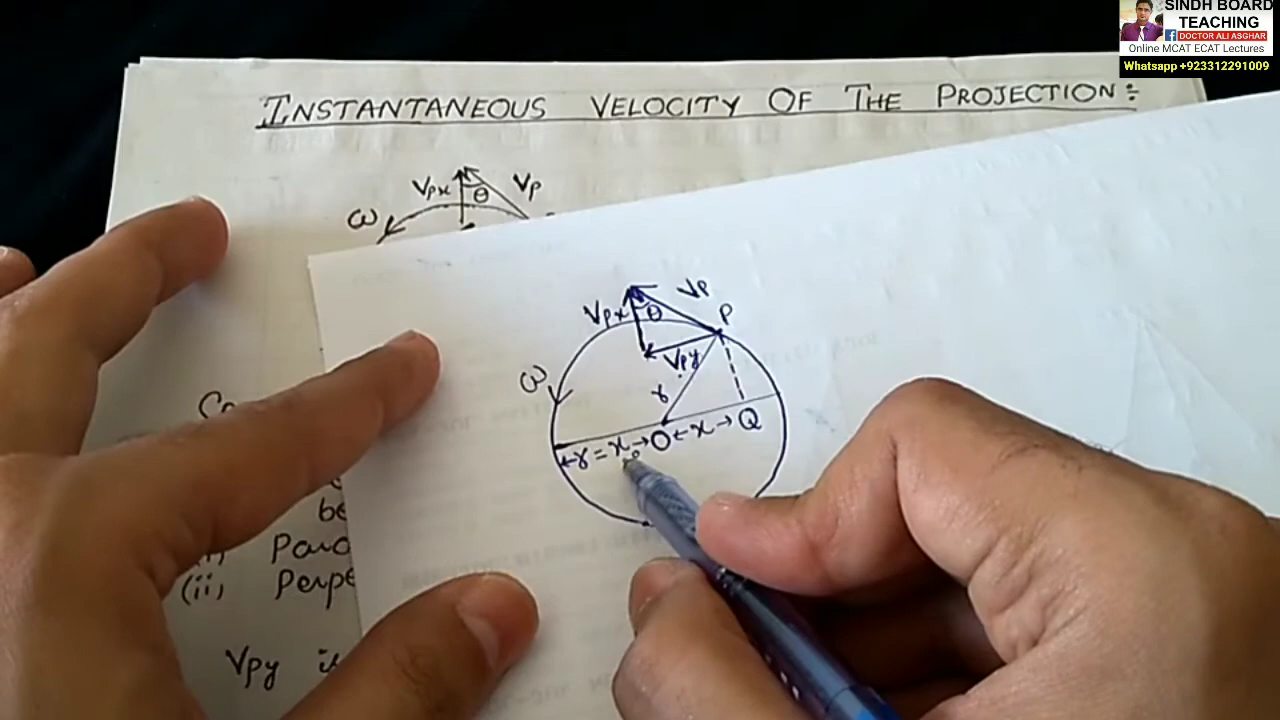 SINDH BOARD
TEACHING
f DOCTOR ALI ASGHAR
Online MCAT ECAT Lectures
Whatsapp +923312291009
INSTANTANEOUS VELOCITY OF THE PROJECTION:
Vpx θ Vp
ω
Vp
Vpx θ P
Vpy
ω r
←r = x₀→ O ← x → Q
be
(ii) Perpe
Vpy